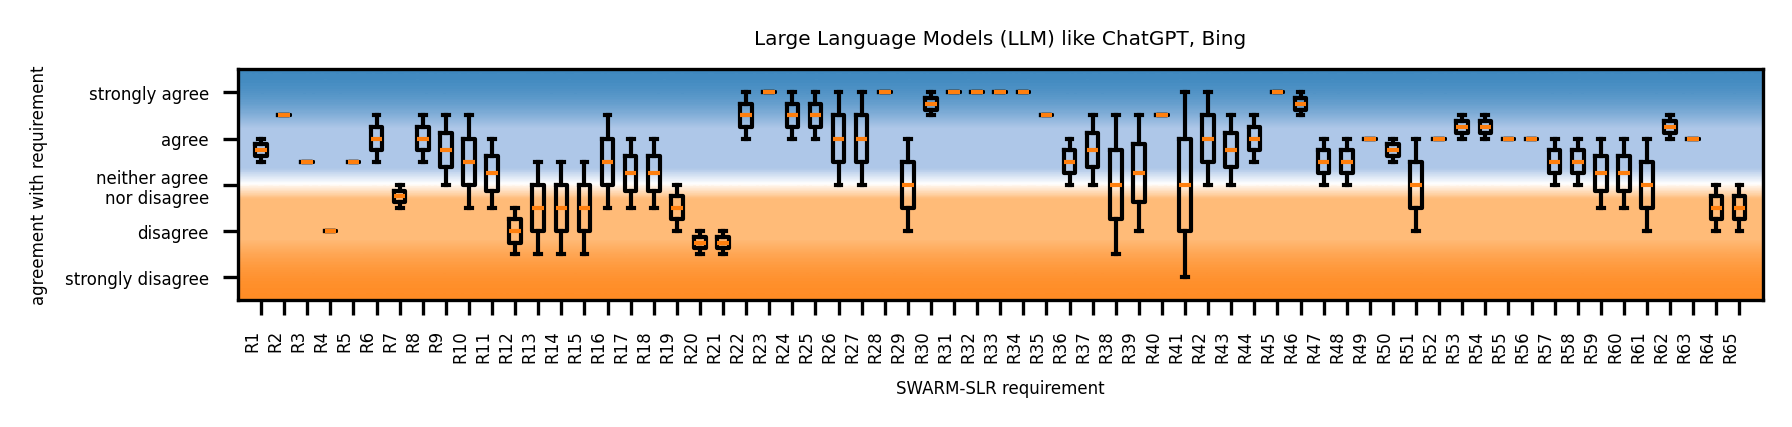 Large Language Models (LLM) like ChatGPT, Bing
agreement with requirement
strongly agree
agree
neither agree
nor disagree
disagree
strongly disagree
R1 R2 R3 R4 R5 R6 R7 R8 R9 R10 R11 R12 R13 R14 R15 R16 R17 R18 R19 R20 R21 R22 R23 R24 R25 R26 R27 R28 R29 R30 R31 R32 R33 R34 R35 R36 R37 R38 R39 R40 R41 R42 R43 R44 R45 R46 R47 R48 R49 R50 R51 R52 R53 R54 R55 R56 R57 R58 R59 R60 R61 R62 R63 R64 R65
SWARM-SLR requirement